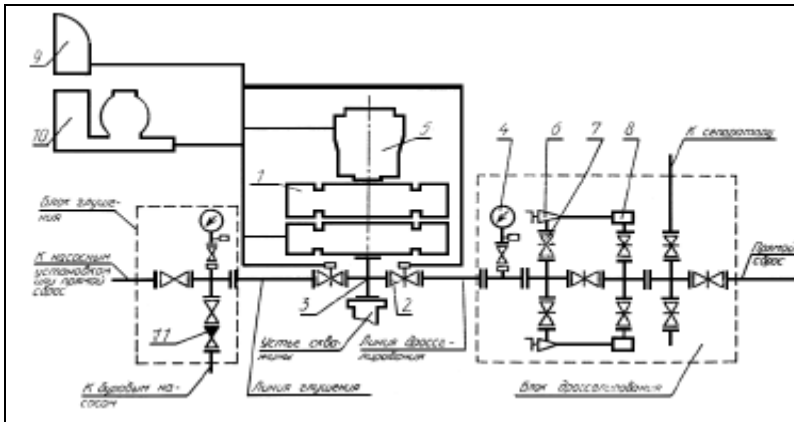 9
10
5
1
4
6
7
8
К сепаратору
Блок глуше-
ния
К насосным
установкам
или прямой
сброс
Прямой
сброс
3
2
11
Устье сква-
жины
Линия дроссе-
лирования
К буровым на-
сосам
Линия глушения
Блок дросселирования